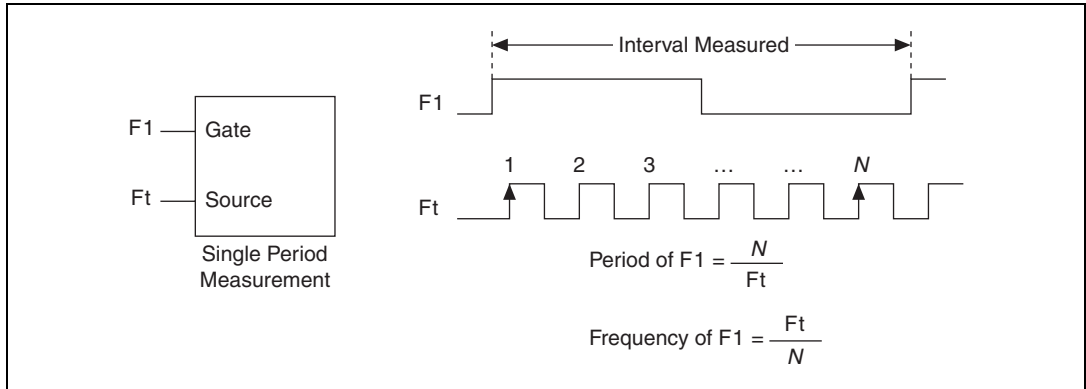 Interval Measured
F1
F1 Gate
1 2 3 … … N
Ft Source
Ft
Single Period
Measurement
Period of F1 = N
Ft
Frequency of F1 = Ft
N